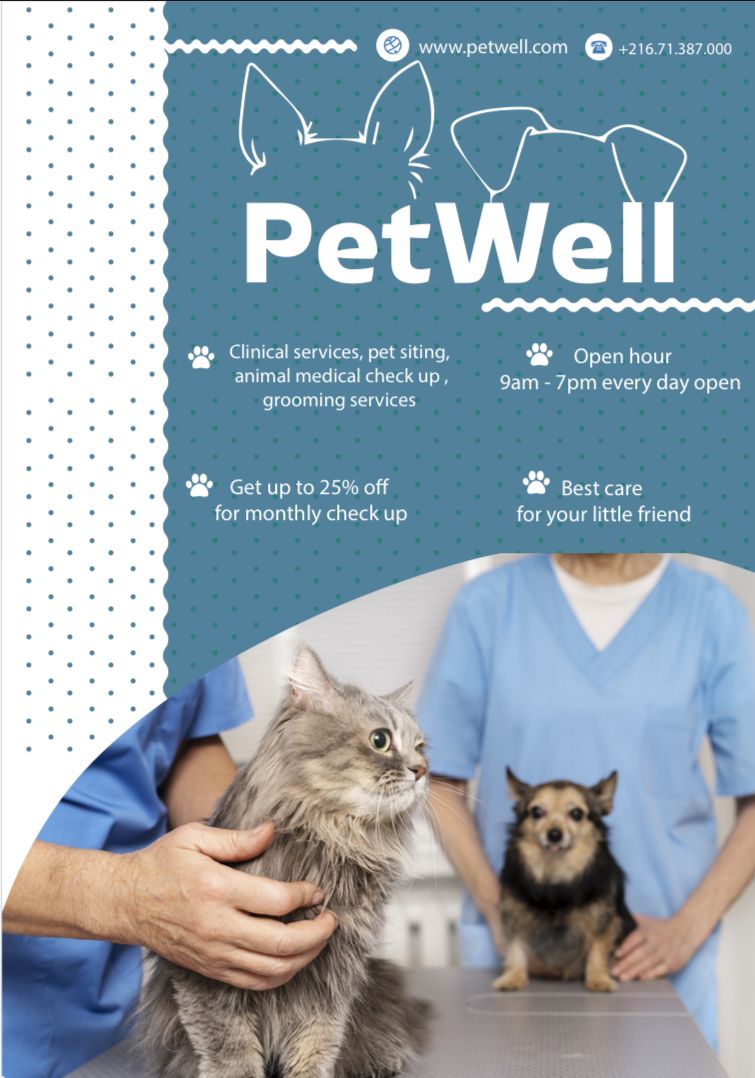 www.petwell.com +216.71.387.000
PetWell
Clinical services, pet siting,
animal medical check up ,
grooming services
Open hour
9am - 7pm every day open
Get up to 25% off
for monthly check up
Best care
for your little friend